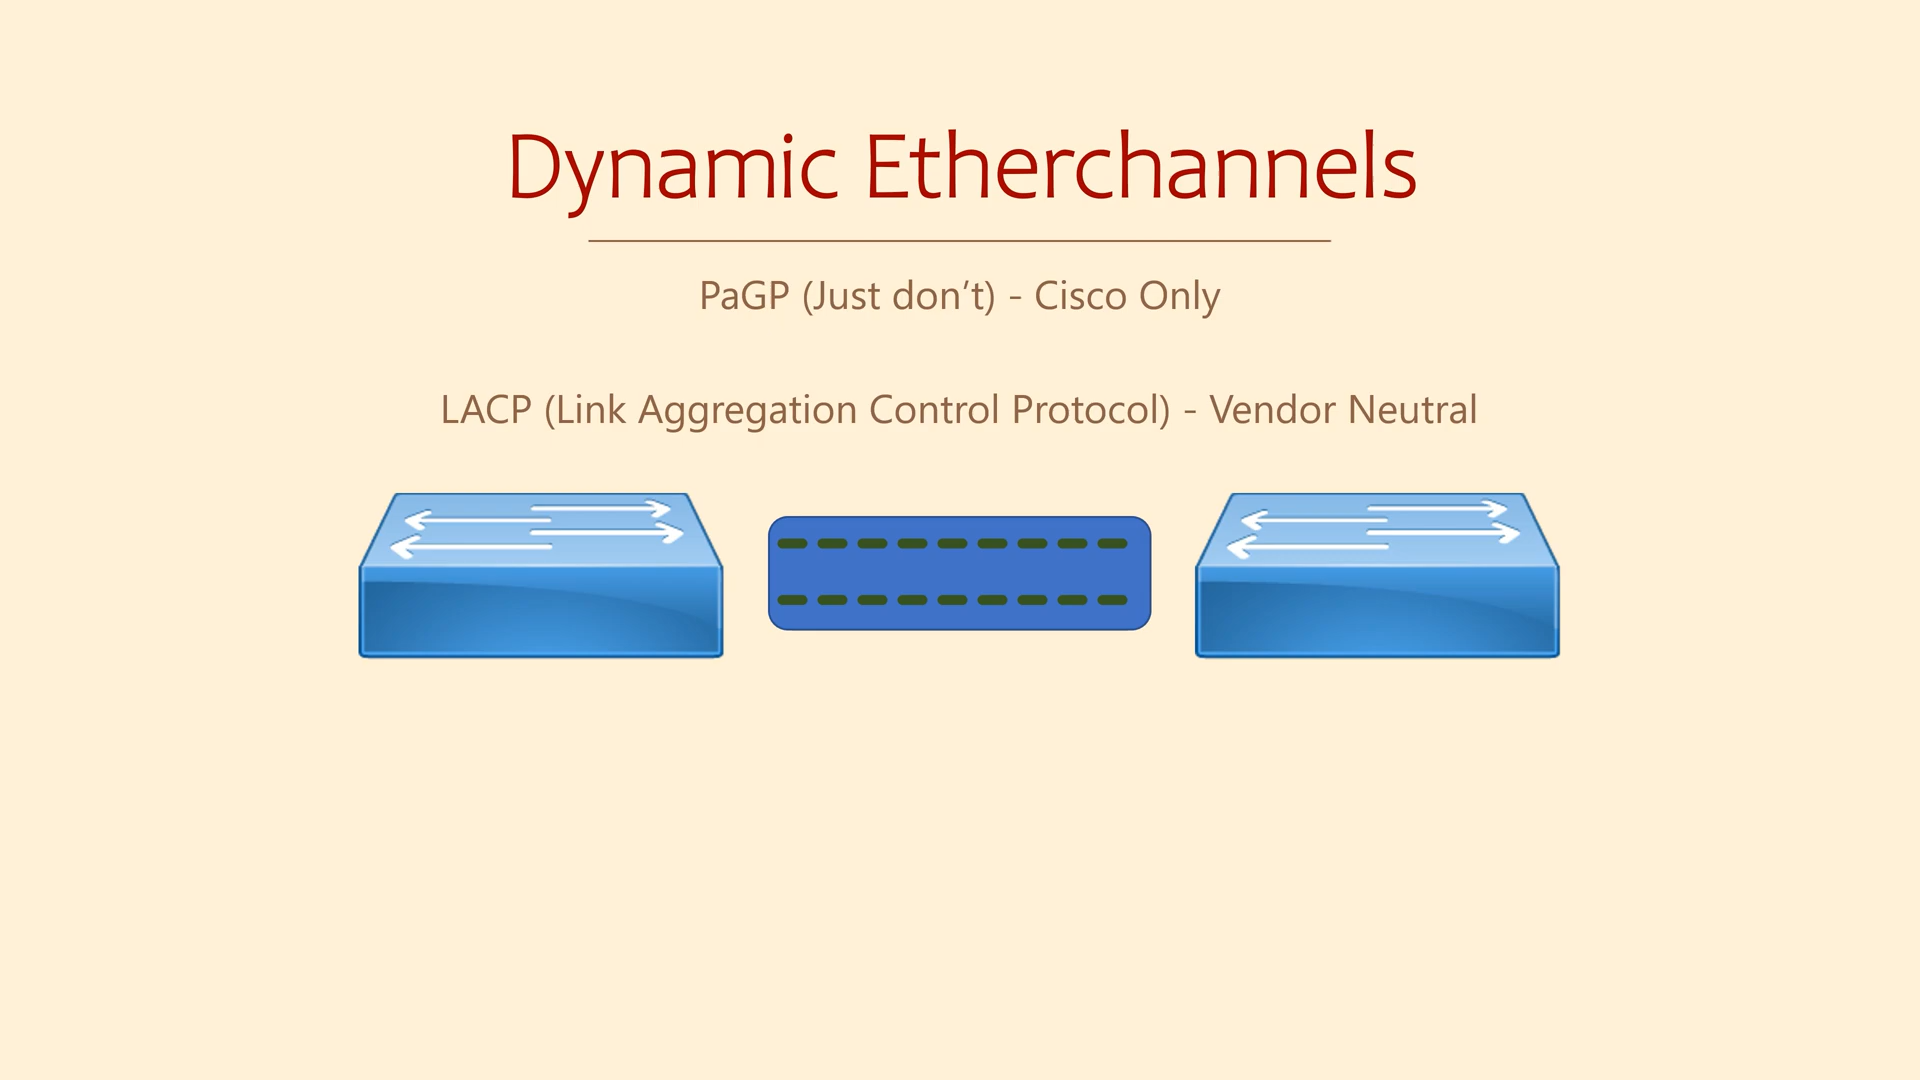 Dynamic Etherchannels
PaGP (Just don’t) - Cisco Only
LACP (Link Aggregation Control Protocol) - Vendor Neutral